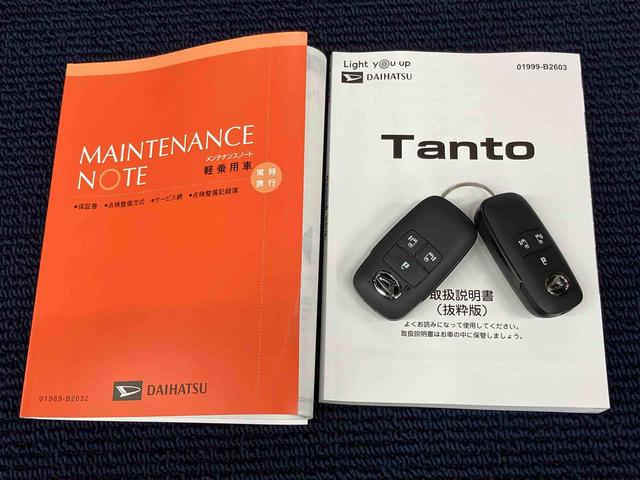 MAINTENANCE
NOTE
メンテナンスノート
軽乗用車
常時
携行
●保証書 ●点検整備方式 ●サービス網 ●点検整備記録簿
DAIHATSU
01989-B2032
Light you up
DAIHATSU
01999-B2603
Tanto
取扱説明書
（抜粋版）
よくお読みになって使用してください。
取扱説明書はお車の中に保管しましょう。